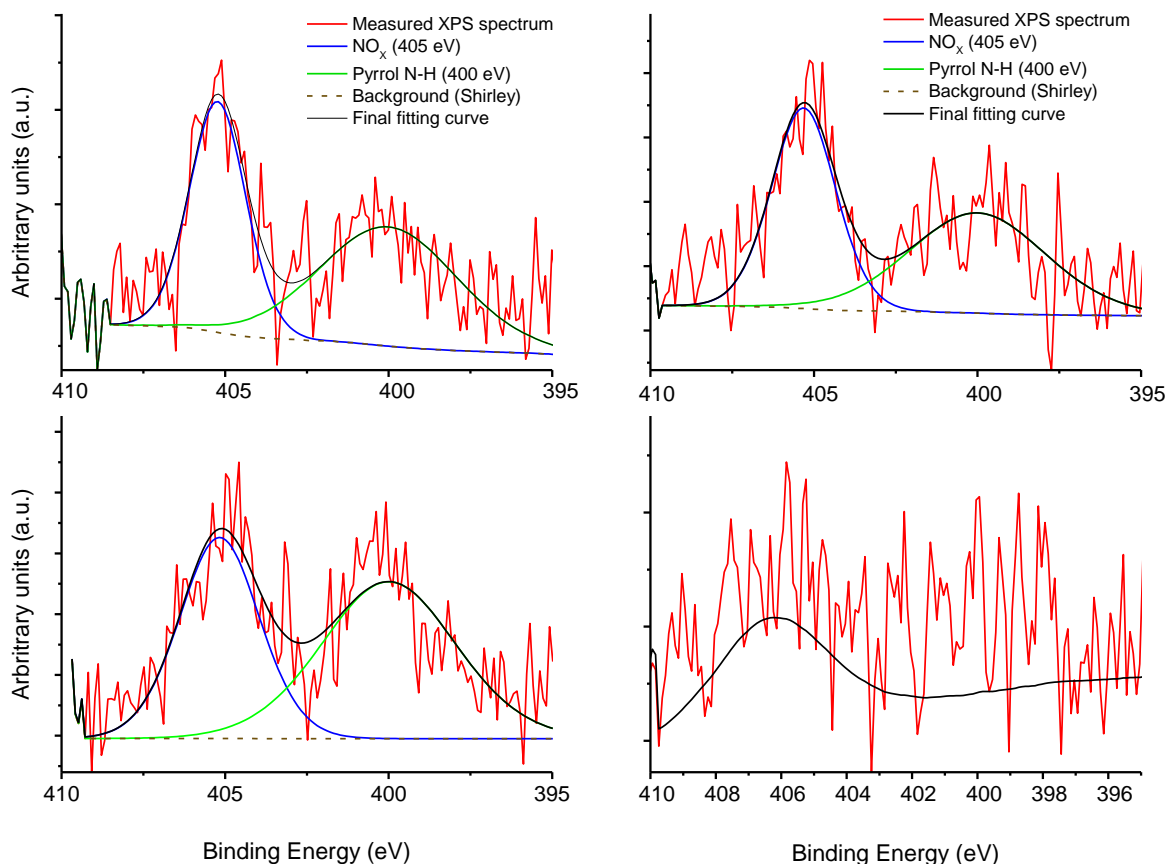 Measured XPS spectrum
NOX (405 eV)
Pyrrol N-H (400 eV)
Background (Shirley)
Final fitting curve
Arbritrary units (a.u.)
410 405 400 395
Measured XPS spectrum
NOX (405 eV)
Pyrrol N-H (400 eV)
Background (Shirley)
Final fitting curve
410 405 400 395
Arbritrary units (a.u.)
410 405 400 395
Binding Energy (eV)
410 408 406 404 402 400 398 396
Binding Energy (eV)